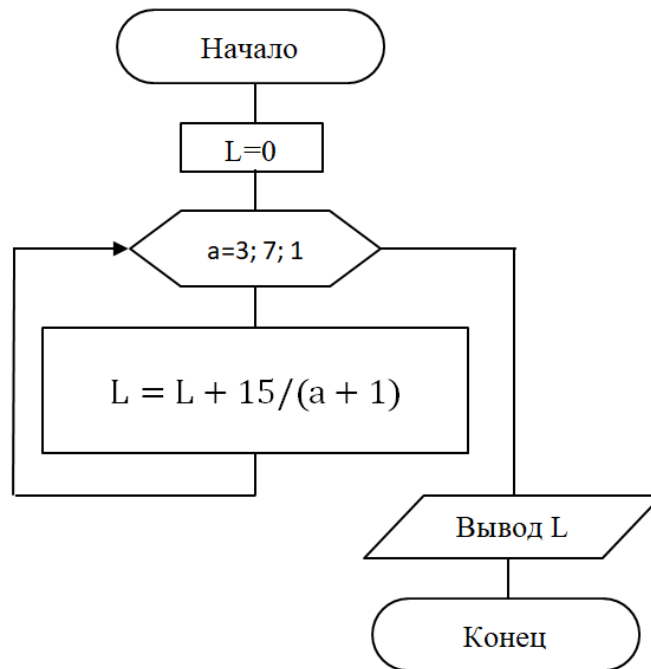 Начало
L=0
a=3; 7; 1
L = L + 15/(a + 1)
Вывод L
Конец